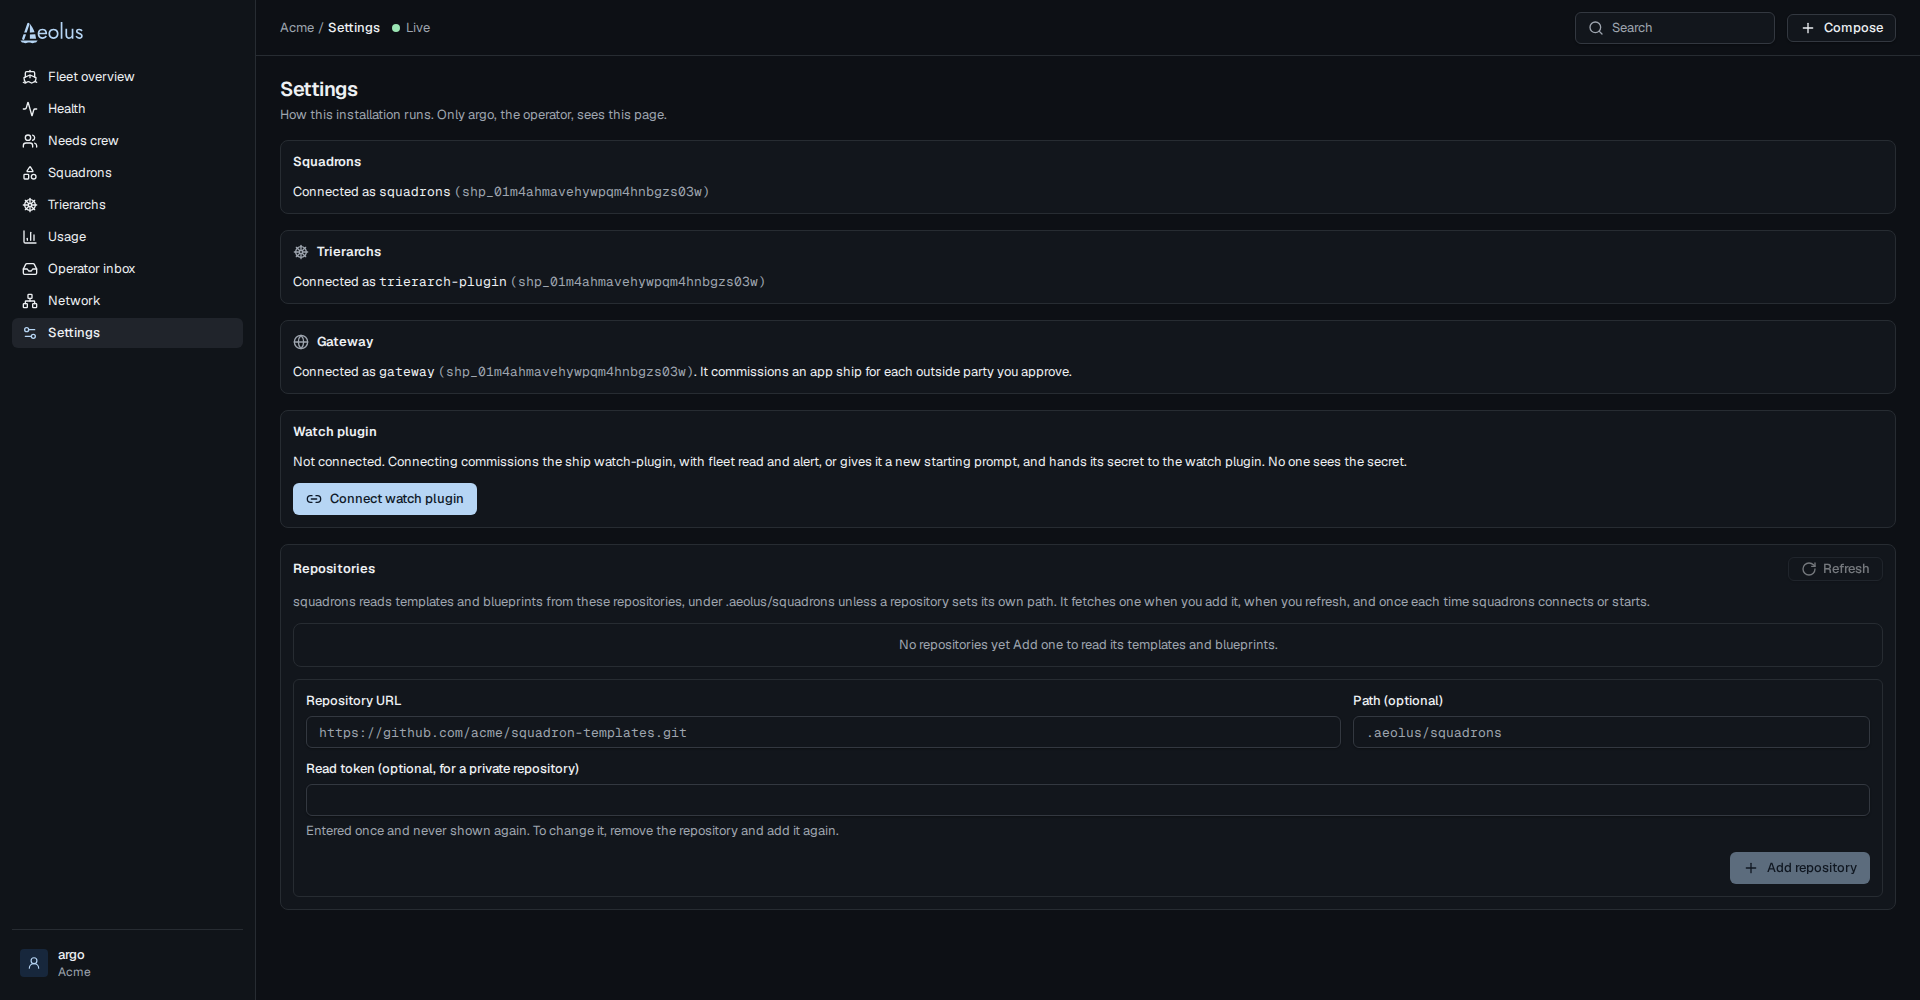 Aeolus
Fleet overview
Health
Needs crew
Squadrons
Trierarchs
Usage
Operator inbox
Network
Settings
argo
Acme
Acme / Settings Live
Search
Compose
Settings
How this installation runs. Only argo, the operator, sees this page.
Squadrons
Connected as squadrons (shp_01m4ahmavehywpqm4hnbgzs03w)
Trierarchs
Connected as trierarch-plugin (shp_01m4ahmavehywpqm4hnbgzs03w)
Gateway
Connected as gateway (shp_01m4ahmavehywpqm4hnbgzs03w). It commissions an app ship for each outside party you approve.
Watch plugin
Not connected. Connecting commissions the ship watch-plugin, with fleet read and alert, or gives it a new starting prompt, and hands its secret to the watch plugin. No one sees the secret.
Connect watch plugin
Repositories
Refresh
squadrons reads templates and blueprints from these repositories, under .aeolus/squadrons unless a repository sets its own path. It fetches one when you add it, when you refresh, and once each time squadrons connects or starts.
No repositories yet Add one to read its templates and blueprints.
Repository URL
https://github.com/acme/squadron-templates.git
Path (optional)
.aeolus/squadrons
Read token (optional, for a private repository)
Entered once and never shown again. To change it, remove the repository and add it again.
Add repository